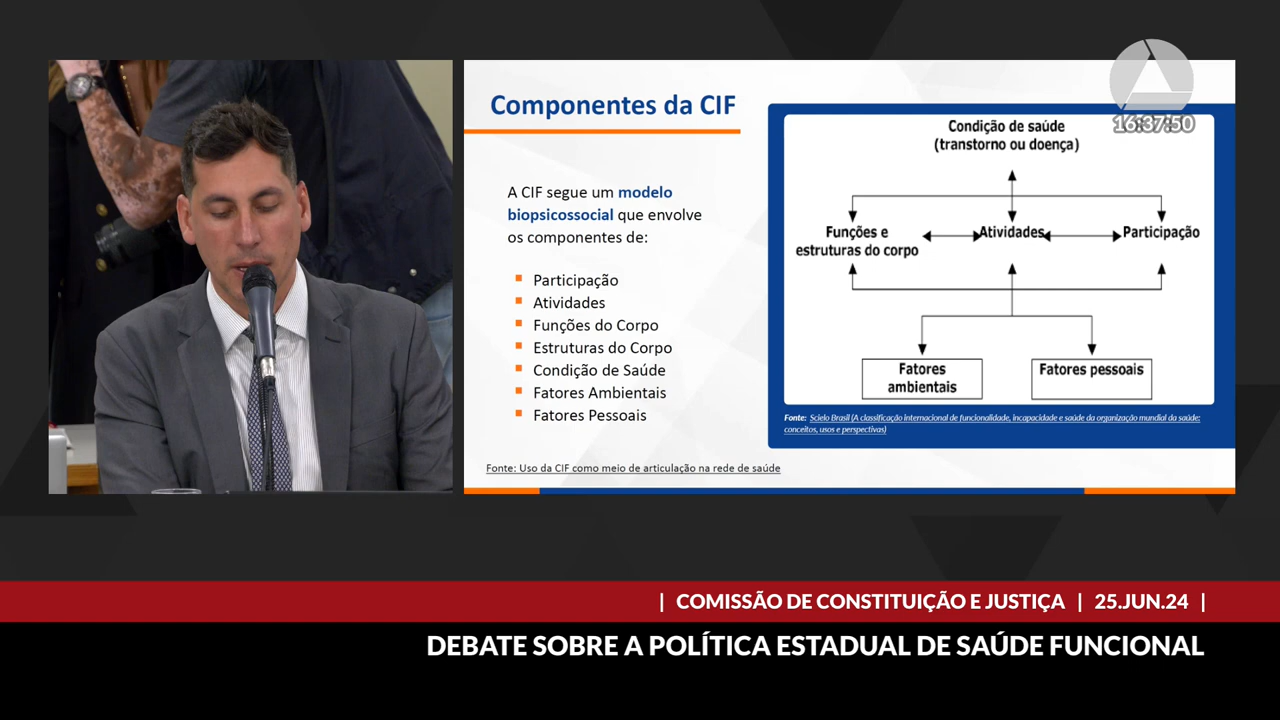 Componentes da CIF
A CIF segue um modelo
biopsicossocial que envolve
os componentes de:
Participação
Atividades
Funções do Corpo
Estruturas do Corpo
Condição de Saúde
Fatores Ambientais
Fatores Pessoais
Fonte: Uso da CIF como meio de articulação na rede de saúde
16:37:50
Condição de saúde
(transtorno ou doença)
Funções e
estruturas do corpo
Atividades
Participação
Fatores
ambientais
Fatores pessoais
Fonte: Scielo Brasil (A classificação internacional de funcionalidade, incapacidade e saúde da organização mundial da saúde:
conceitos, usos e perspectivas)
| COMISSÃO DE CONSTITUIÇÃO E JUSTIÇA | 25.JUN.24 |
DEBATE SOBRE A POLÍTICA ESTADUAL DE SAÚDE FUNCIONAL